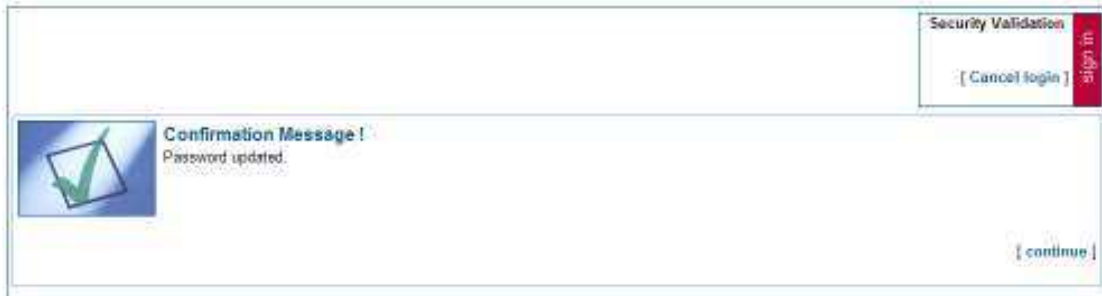 Security Validation
sign in
[ Cancel login ]
Confirmation Message !
Password updated.
[ continue ]